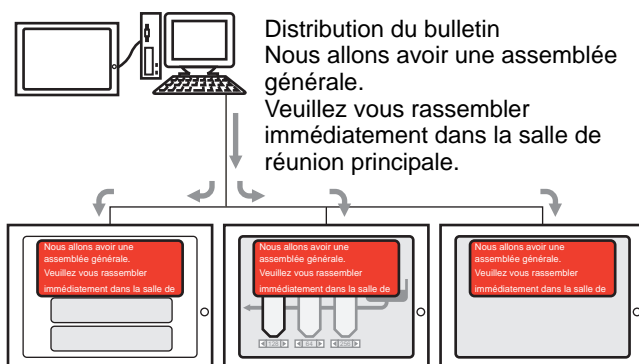 Distribution du bulletin
Nous allons avoir une assemblée
générale.
Veuillez vous rassembler
immédiatement dans la salle de
réunion principale.
Nous allons avoir une
assemblée générale.
Veuillez vous rassembler
immédiatement dans la salle de
Nous allons avoir une
assemblée générale.
Veuillez vous rassembler
immédiatement dans la salle de
128 64 256
Nous allons avoir une
assemblée générale.
Veuillez vous rassembler
immédiatement dans la salle de